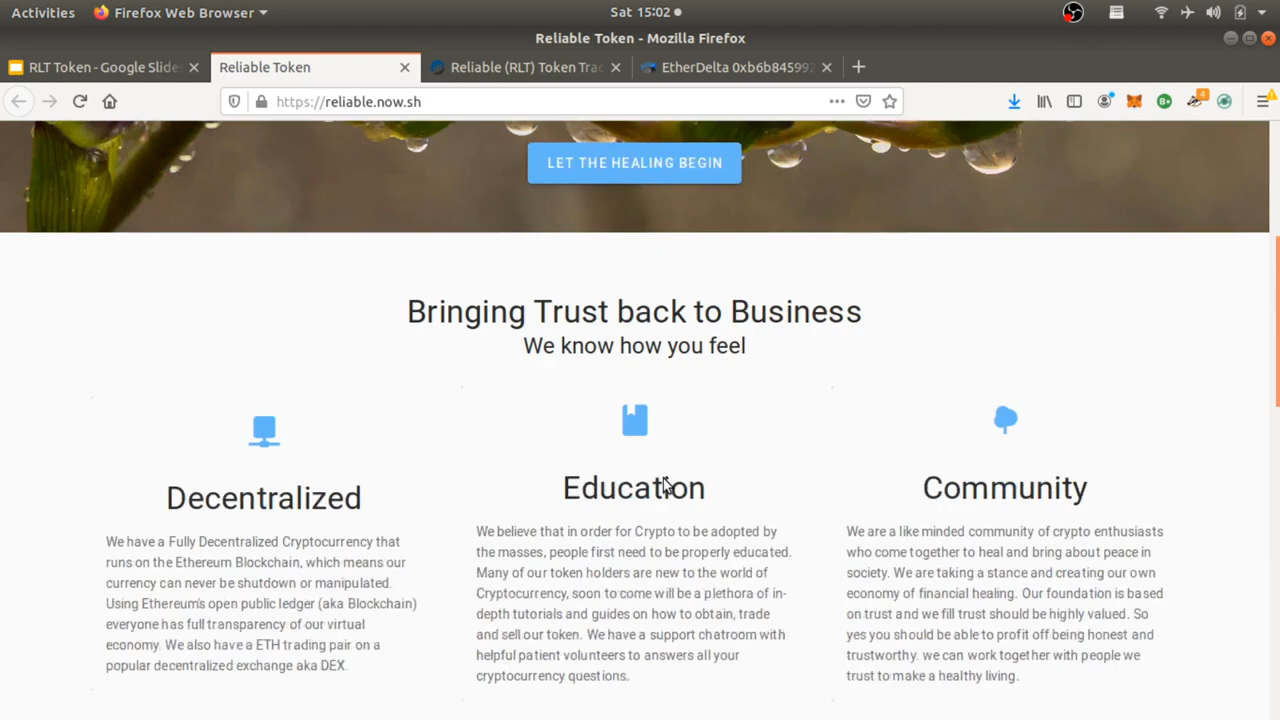 Activities Firefox Web Browser Sat 15:02
Reliable Token - Mozilla Firefox
RLT Token - Google Slide Reliable Token Reliable (RLT) Token Trac EtherDelta 0xb6b845992
https://reliable.now.sh 4
LET THE HEALING BEGIN
Bringing Trust back to Business
We know how you feel
Decentralized
We have a Fully Decentralized Cryptocurrency that
runs on the Ethereum Blockchain, which means our
currency can never be shutdown or manipulated.
Using Ethereum's open public ledger (aka Blockchain)
everyone has full transparency of our virtual
economy. We also have a ETH trading pair on a
popular decentralized exchange aka DEX.
Education
We believe that in order for Crypto to be adopted by
the masses, people first need to be properly educated.
Many of our token holders are new to the world of
Cryptocurrency, soon to come will be a plethora of in-
depth tutorials and guides on how to obtain, trade
and sell our token. We have a support chatroom with
helpful patient volunteers to answers all your
cryptocurrency questions.
Community
We are a like minded community of crypto enthusiasts
who come together to heal and bring about peace in
society. We are taking a stance and creating our own
economy of financial healing. Our foundation is based
on trust and we fill trust should be highly valued. So
yes you should be able to profit off being honest and
trustworthy. we can work together with people we
trust to make a healthy living.